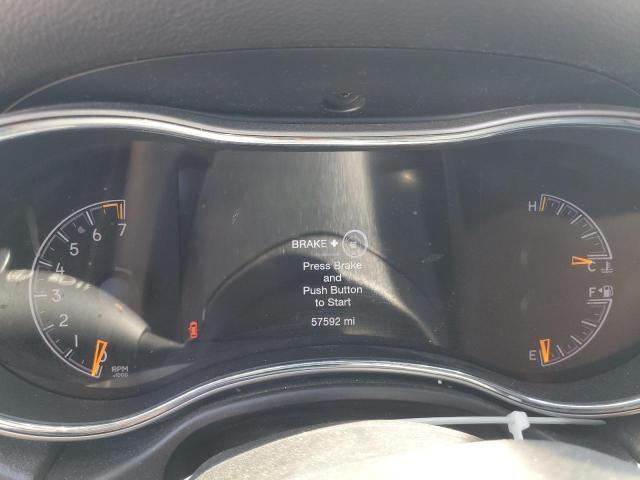 7
6
5
4
3
2
1
0
RPM
x1000
BRAKE +
Press Brake
and
Push Button
to Start
57592 mi
H
C
F
E